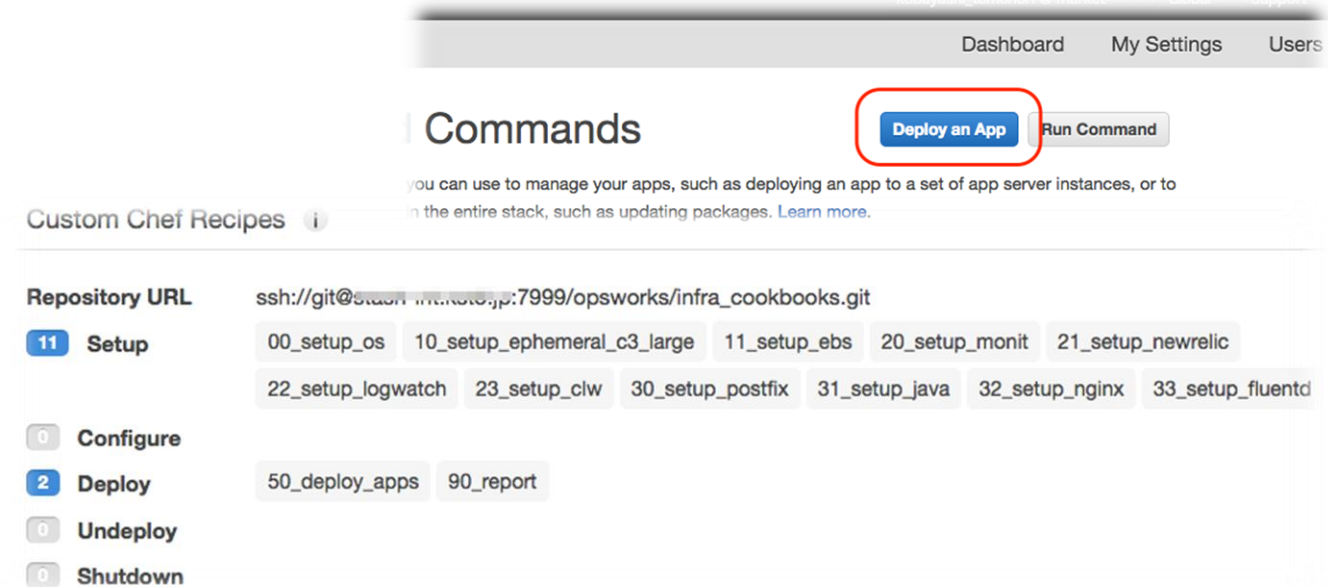 Dashboard My Settings Users
Commands Deploy an App Run Command
you can use to manage your apps, such as deploying an app to a set of app server instances, or to
the entire stack, such as updating packages. Learn more.
Custom Chef Recipes i
Repository URL ssh://git@ :7999/opsworks/infra_cookbooks.git
11 Setup 00_setup_os 10_setup_ephemeral_c3_large 11_setup_ebs 20_setup_monit 21_setup_newrelic
22_setup_logwatch 23_setup_clw 30_setup_postfix 31_setup_java 32_setup_nginx 33_setup_fluentd
0 Configure
2 Deploy 50_deploy_apps 90_report
0 Undeploy
0 Shutdown